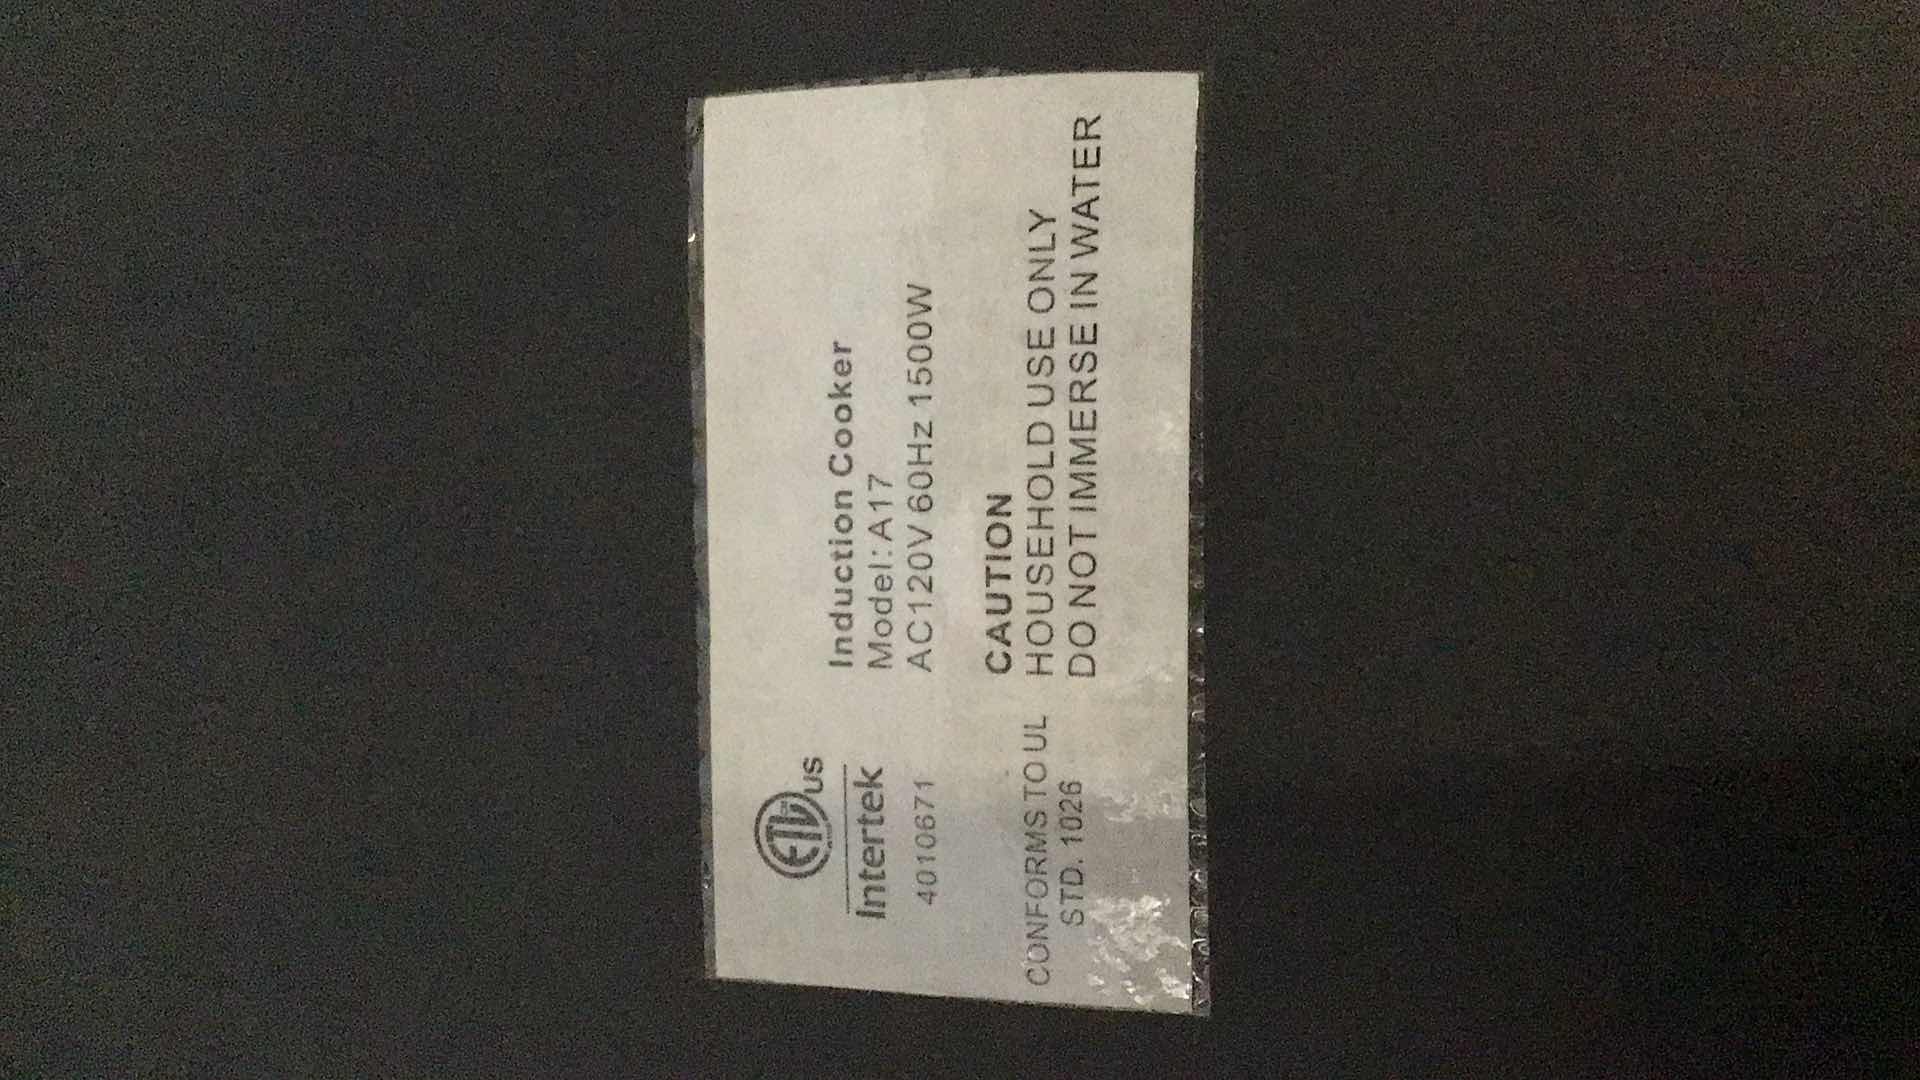 ETL US
Intertek
4010671
CONFORMS TO UL
STD. 1026
Induction Cooker
Model: A17
AC120V 60Hz 1500W
CAUTION
HOUSEHOLD USE ONLY
DO NOT IMMERSE IN WATER